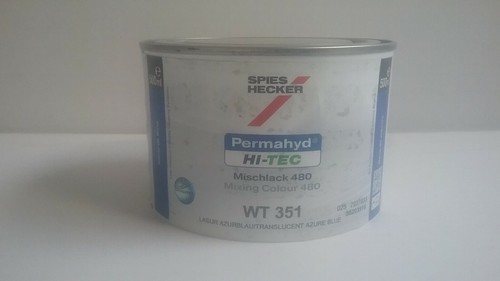 SPIES
HECKER
Permahyd®
HI-TEC
Mischlack 480
Mixing Colour 480
WT 351
LASUR AZURBLAU/TRANSLUCENT AZURE BLUE